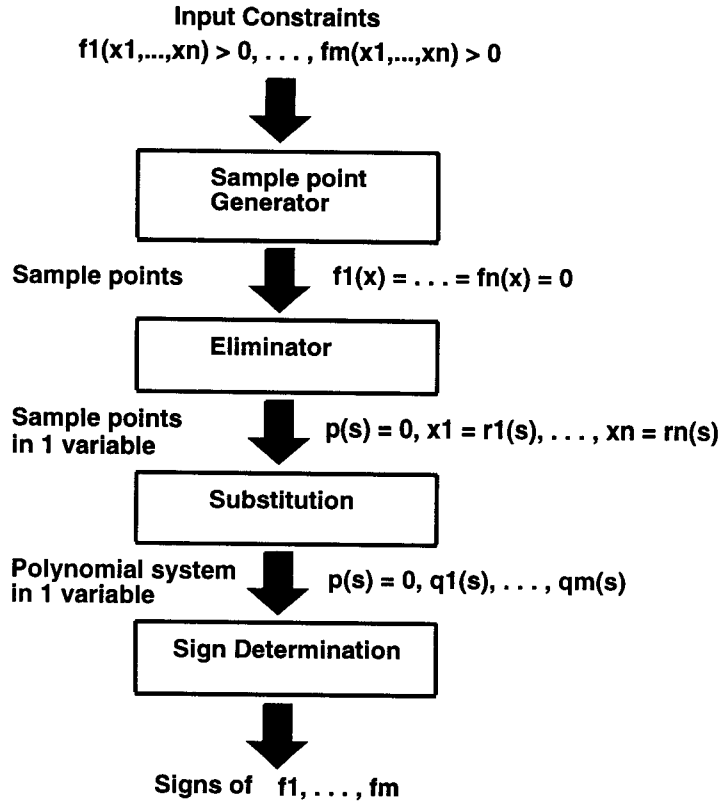 Input Constraints
f1(x1,...,xn) > 0, . . . , fm(x1,...,xn) > 0
Sample point
Generator
Sample points
f1(x) = . . . = fn(x) = 0
Eliminator
Sample points
in 1 variable
p(s) = 0, x1 = r1(s), . . . , xn = rn(s)
Substitution
Polynomial system
in 1 variable
p(s) = 0, q1(s), . . . , qm(s)
Sign Determination
Signs of f1, . . . , fm